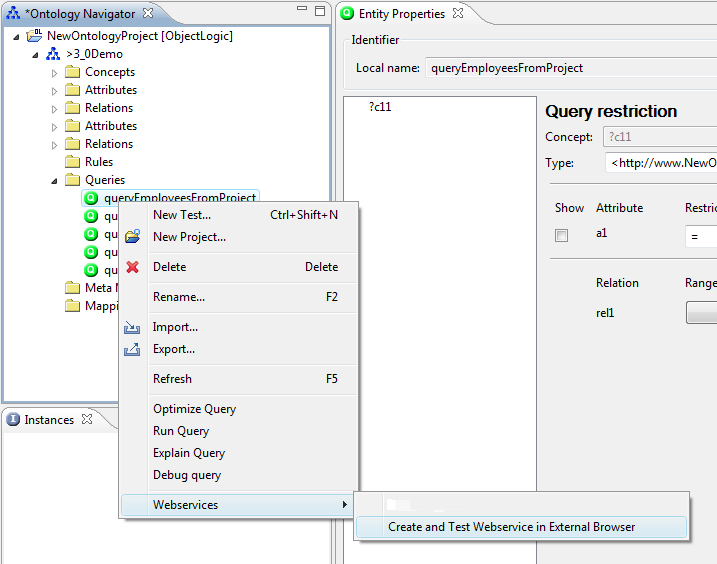 *Ontology Navigator
NewOntologyProject [ObjectLogic]
>3_0Demo
Concepts
Attributes
Relations
Attributes
Relations
Rules
Queries
queryEmployeesFromProject
qu
qu
qu
qu
Meta M
Mappi
New Test... Ctrl+Shift+N
New Project...
Delete Delete
Rename... F2
Import...
Export...
Refresh F5
Optimize Query
Run Query
Explain Query
Debug query
Webservices
Create and Test Webservice in External Browser
Instances
Entity Properties
Identifier
Local name: queryEmployeesFromProject
?c11
Query restriction
Concept: ?c11
Type: <http://www.NewO
Show Attribute Restri
a1 =
Relation Range
rel1